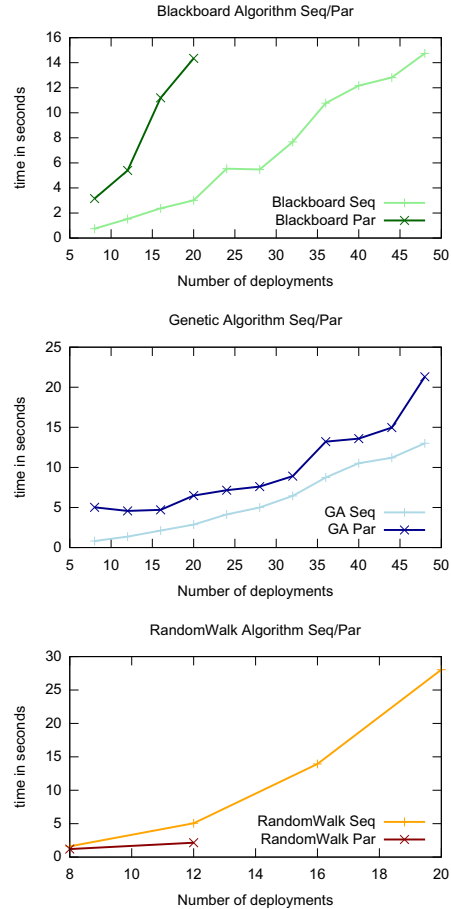 Blackboard Algorithm Seq/Par
16
14
12
10
8
6
4
2
0
time in seconds
Blackboard Seq
Blackboard Par
5 10 15 20 25 30 35 40 45 50
Number of deployments
Genetic Algorithm Seq/Par
25
20
15
10
5
0
time in seconds
GA Seq
GA Par
5 10 15 20 25 30 35 40 45 50
Number of deployments
RandomWalk Algorithm Seq/Par
30
25
20
15
10
5
0
time in seconds
RandomWalk Seq
RandomWalk Par
8 10 12 14 16 18 20
Number of deployments